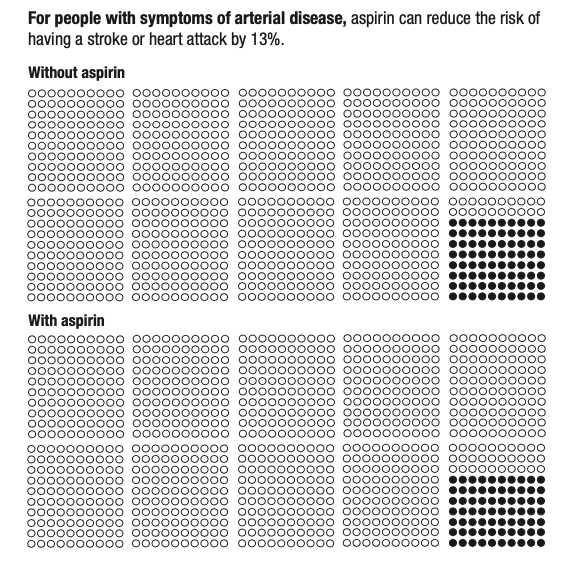 For people with symptoms of arterial disease, aspirin can reduce the risk of
having a stroke or heart attack by 13%.
Without aspirin
With aspirin